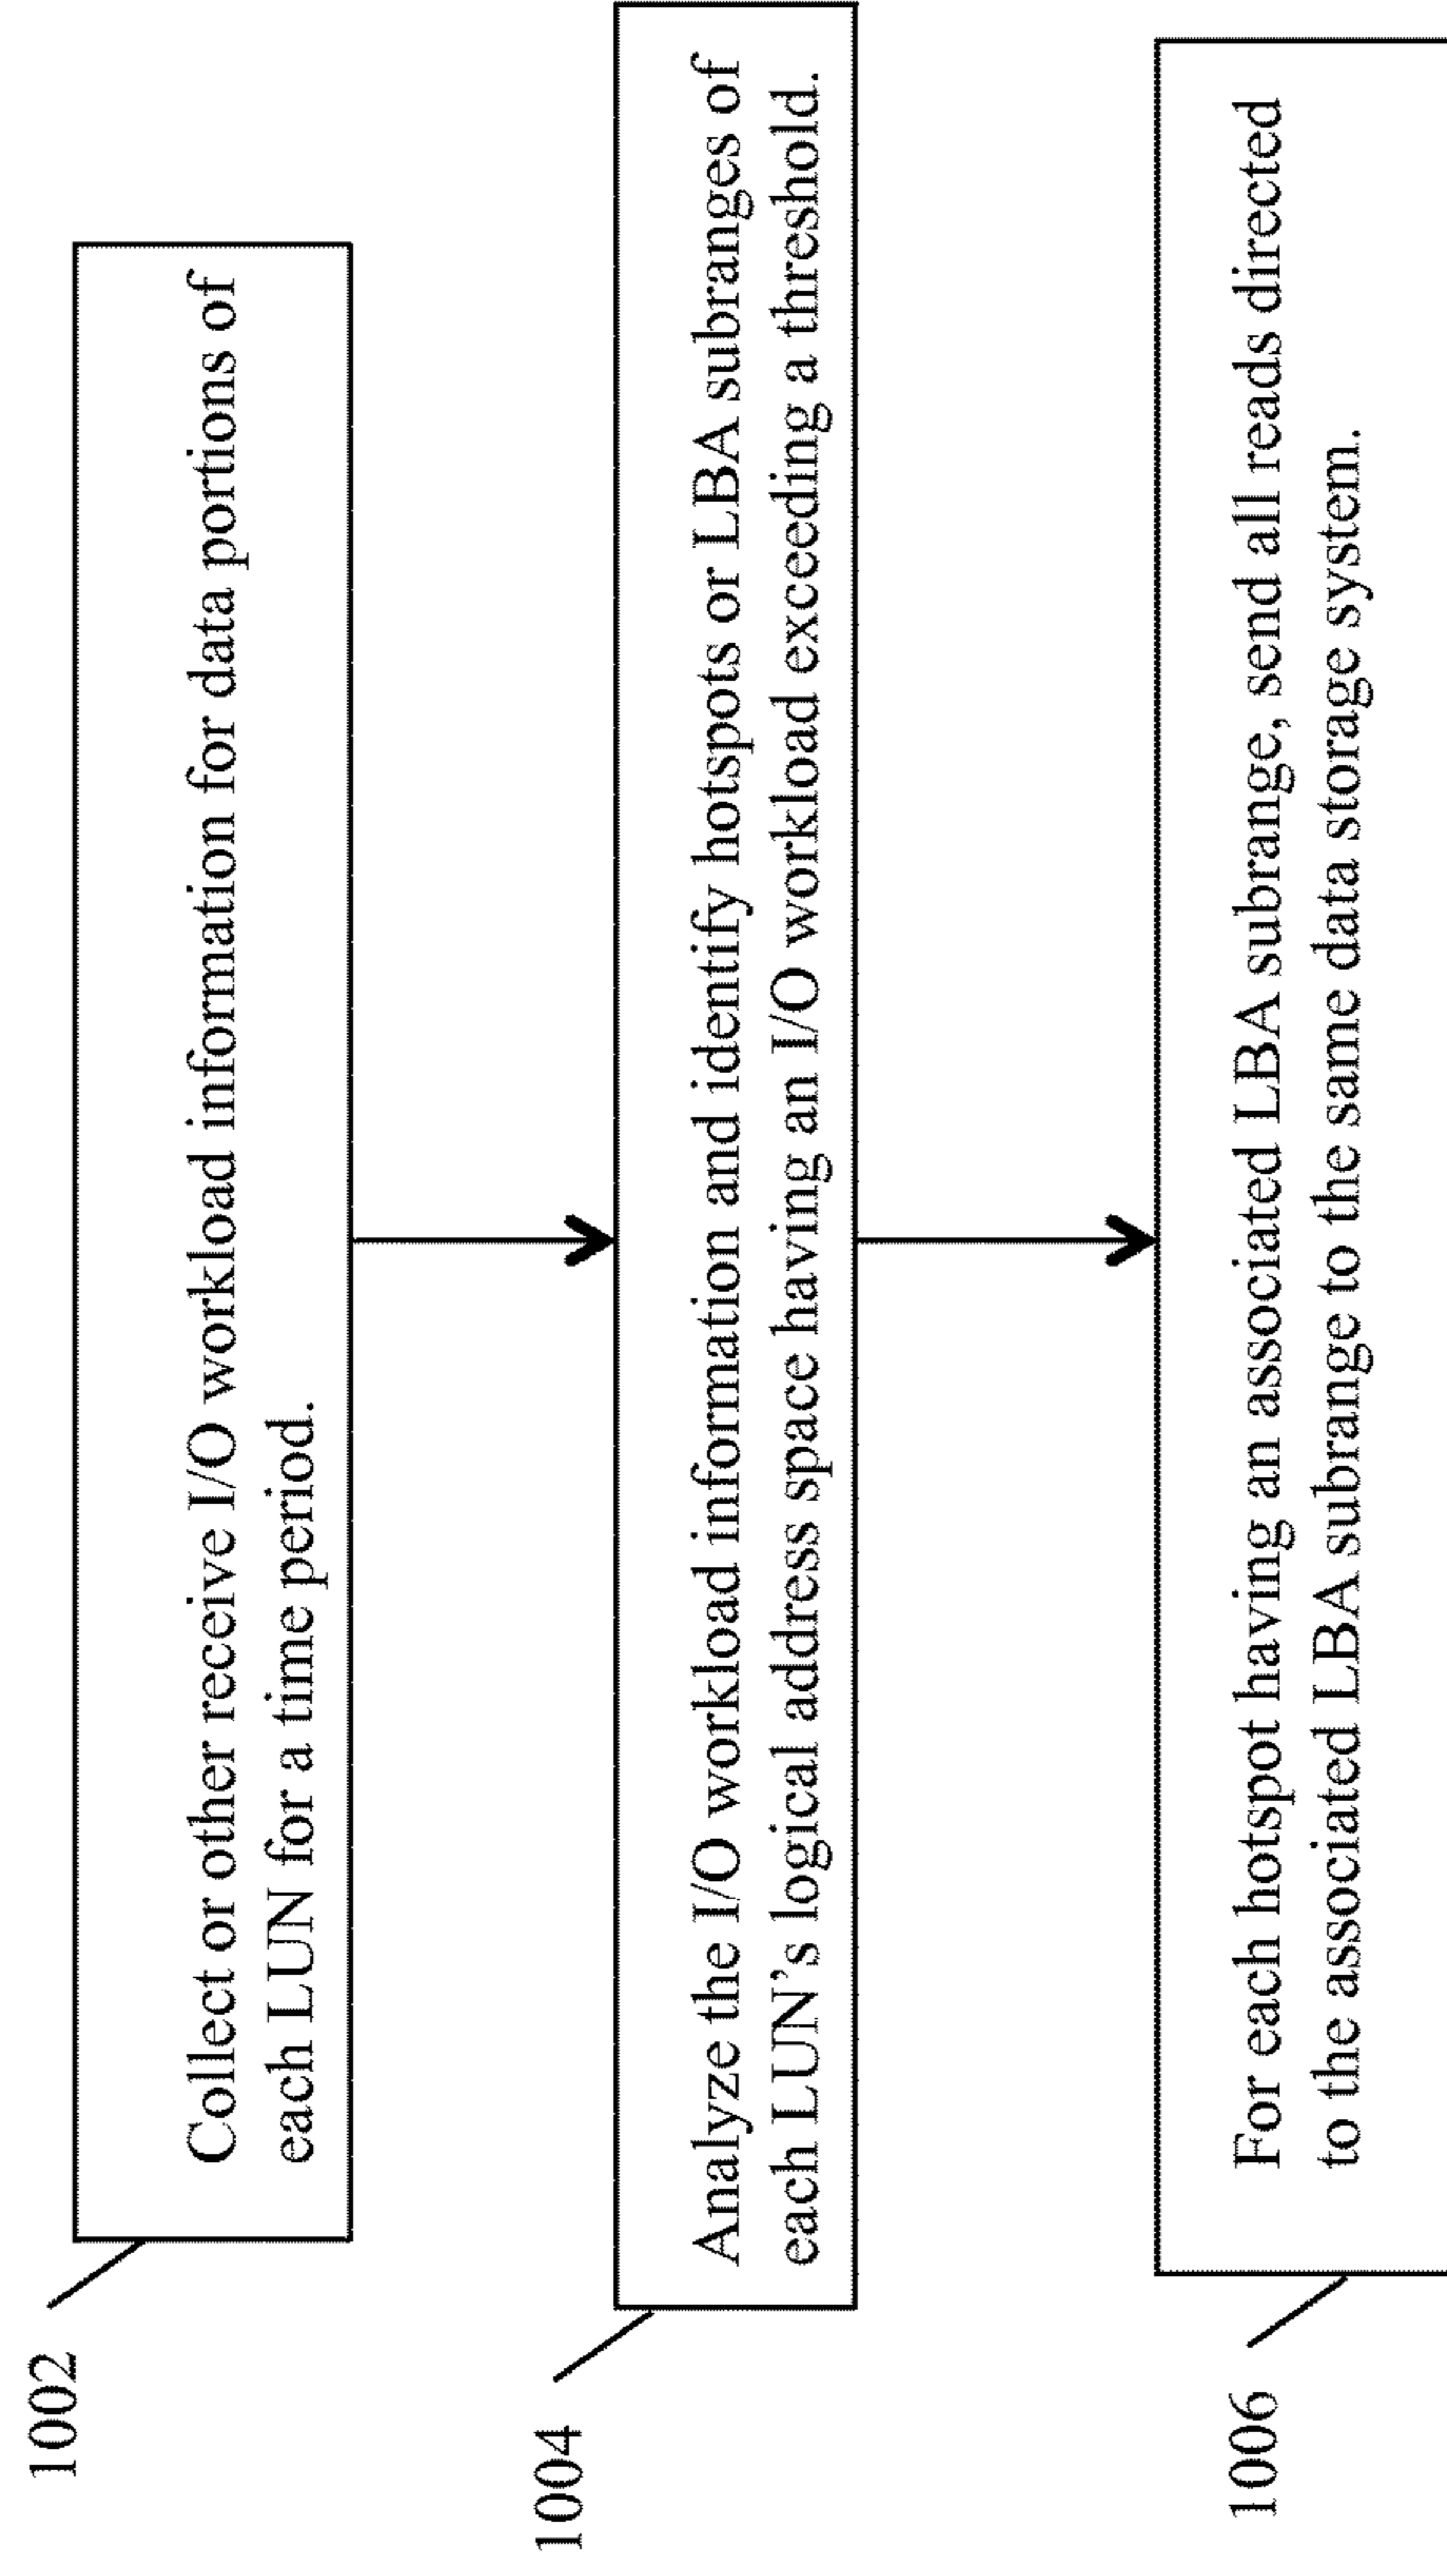 1002
Collect or other receive I/O workload information for data portions of
each LUN for a time period.
1004
Analyze the I/O workload information and identify hotspots or LBA subranges of
each LUN’s logical address space having an I/O workload exceeding a threshold.
1006
For each hotspot having an associated LBA subrange, send all reads directed
to the associated LBA subrange to the same data storage system.